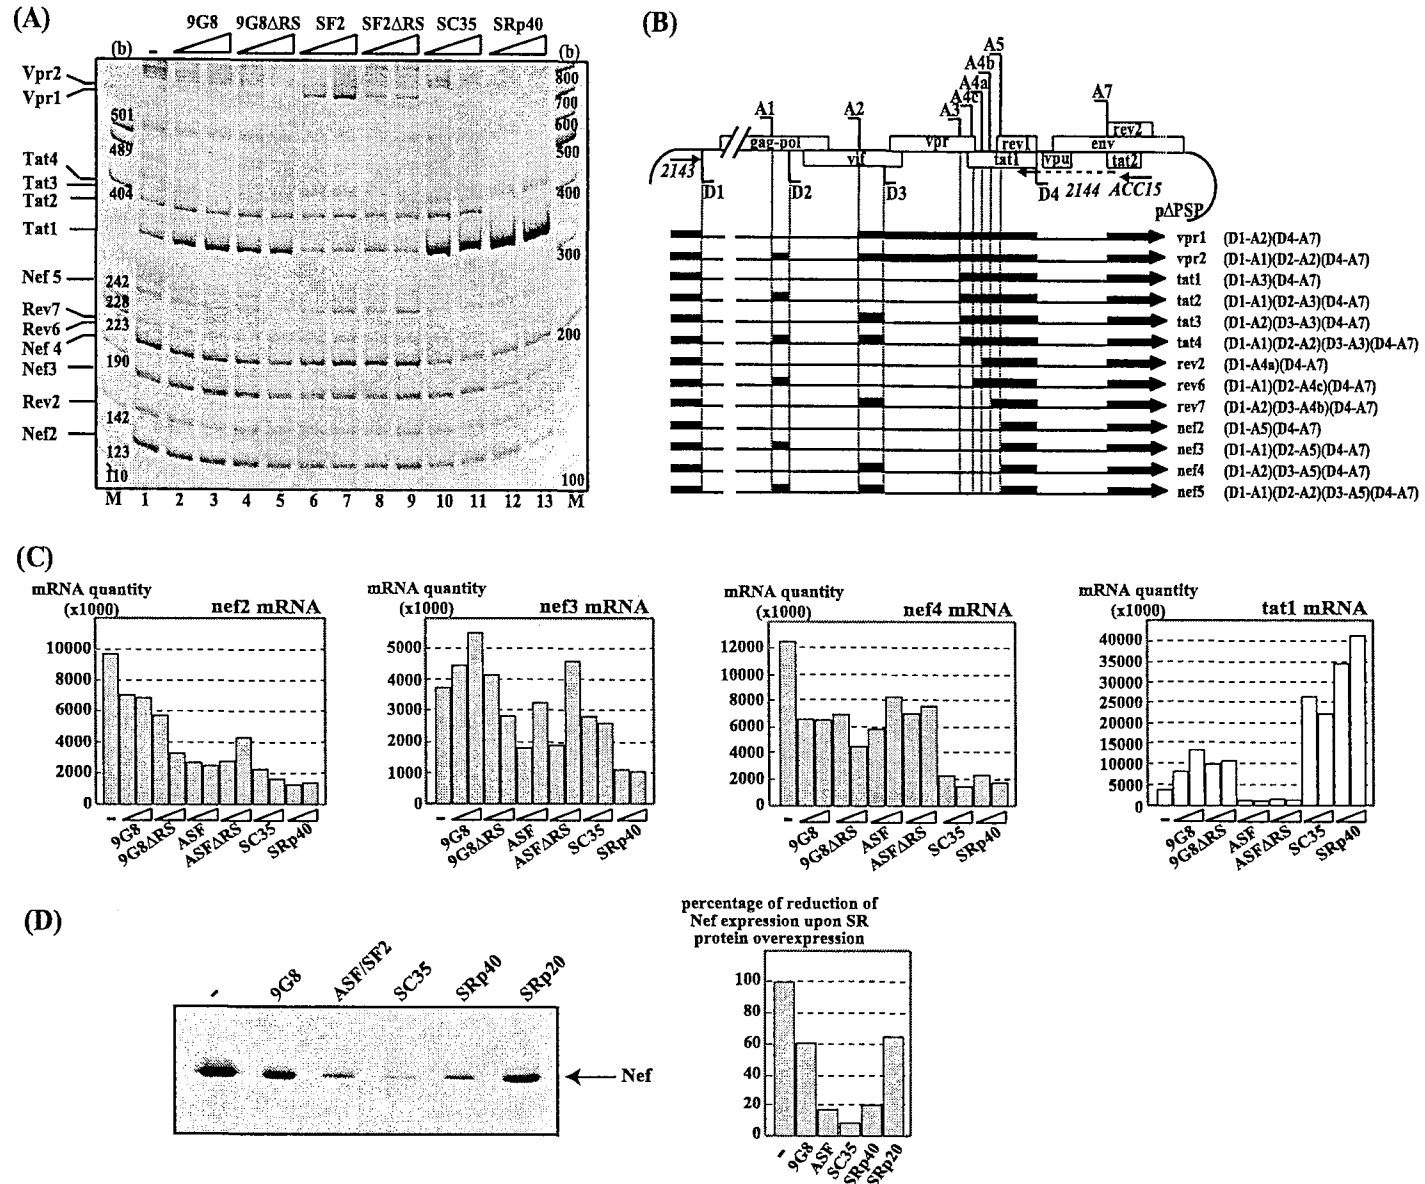 (A)
9G8 9G8ΔRS SF2 SF2ΔRS SC35 SRp40
(b) - (b)
Vpr2
Vpr1
Tat4
Tat3
Tat2
Tat1
Nef 5
Rev7
Rev6
Nef 4
Nef3
Rev2
Nef2
501
489
404
242
228
223
190
142
123
110
800
700
600
500
400
300
200
100
M 1 2 3 4 5 6 7 8 9 10 11 12 13 M
(B)
A1 A2 A3 A4c A4a A4b A5 A7
gag-pol vif vpr tat1 rev1 vpu env rev2 tat2
2143 D1 D2 D3 D4 2144 ACC15
pΔPSP
vpr1 (D1-A2)(D4-A7)
vpr2 (D1-A1)(D2-A2)(D4-A7)
tat1 (D1-A3)(D4-A7)
tat2 (D1-A1)(D2-A3)(D4-A7)
tat3 (D1-A2)(D3-A3)(D4-A7)
tat4 (D1-A1)(D2-A2)(D3-A3)(D4-A7)
rev2 (D1-A4a)(D4-A7)
rev6 (D1-A1)(D2-A4c)(D4-A7)
rev7 (D1-A2)(D3-A4b)(D4-A7)
nef2 (D1-A5)(D4-A7)
nef3 (D1-A1)(D2-A5)(D4-A7)
nef4 (D1-A2)(D3-A5)(D4-A7)
nef5 (D1-A1)(D2-A2)(D3-A5)(D4-A7)
(C)
mRNA quantity
(x1000) nef2 mRNA
10000
8000
6000
4000
2000
0
- 9G8 9G8ΔRS ASF ASFΔRS SC35 SRp40
mRNA quantity
(x1000) nef3 mRNA
5000
4000
3000
2000
1000
0
- 9G8 9G8ΔRS ASF ASFΔRS SC35 SRp40
mRNA quantity
(x1000) nef4 mRNA
12000
10000
8000
6000
4000
2000
0
- 9G8 9G8ΔRS ASF ASFΔRS SC35 SRp40
mRNA quantity
(x1000) tat1 mRNA
40000
35000
30000
25000
20000
15000
10000
5000
0
- 9G8 9G8ΔRS ASF ASFΔRS SC35 SRp40
(D)
- 9G8 ASF/SF2 SC35 SRp40 SRp20
Nef
percentage of reduction of
Nef expression upon SR
protein overexpression
100
80
60
40
20
0
- 9G8 ASF SC35 SRp40 SRp20